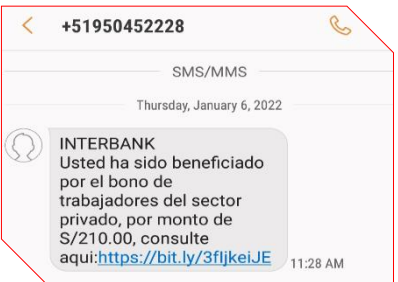 +51950452228
SMS/MMS
Thursday, January 6, 2022
INTERBANK
Usted ha sido beneficiado
por el bono de
trabajadores del sector
privado, por monto de
S/210.00, consulte
aqui:https://bit.ly/3fIjkeiJE
11:28 AM